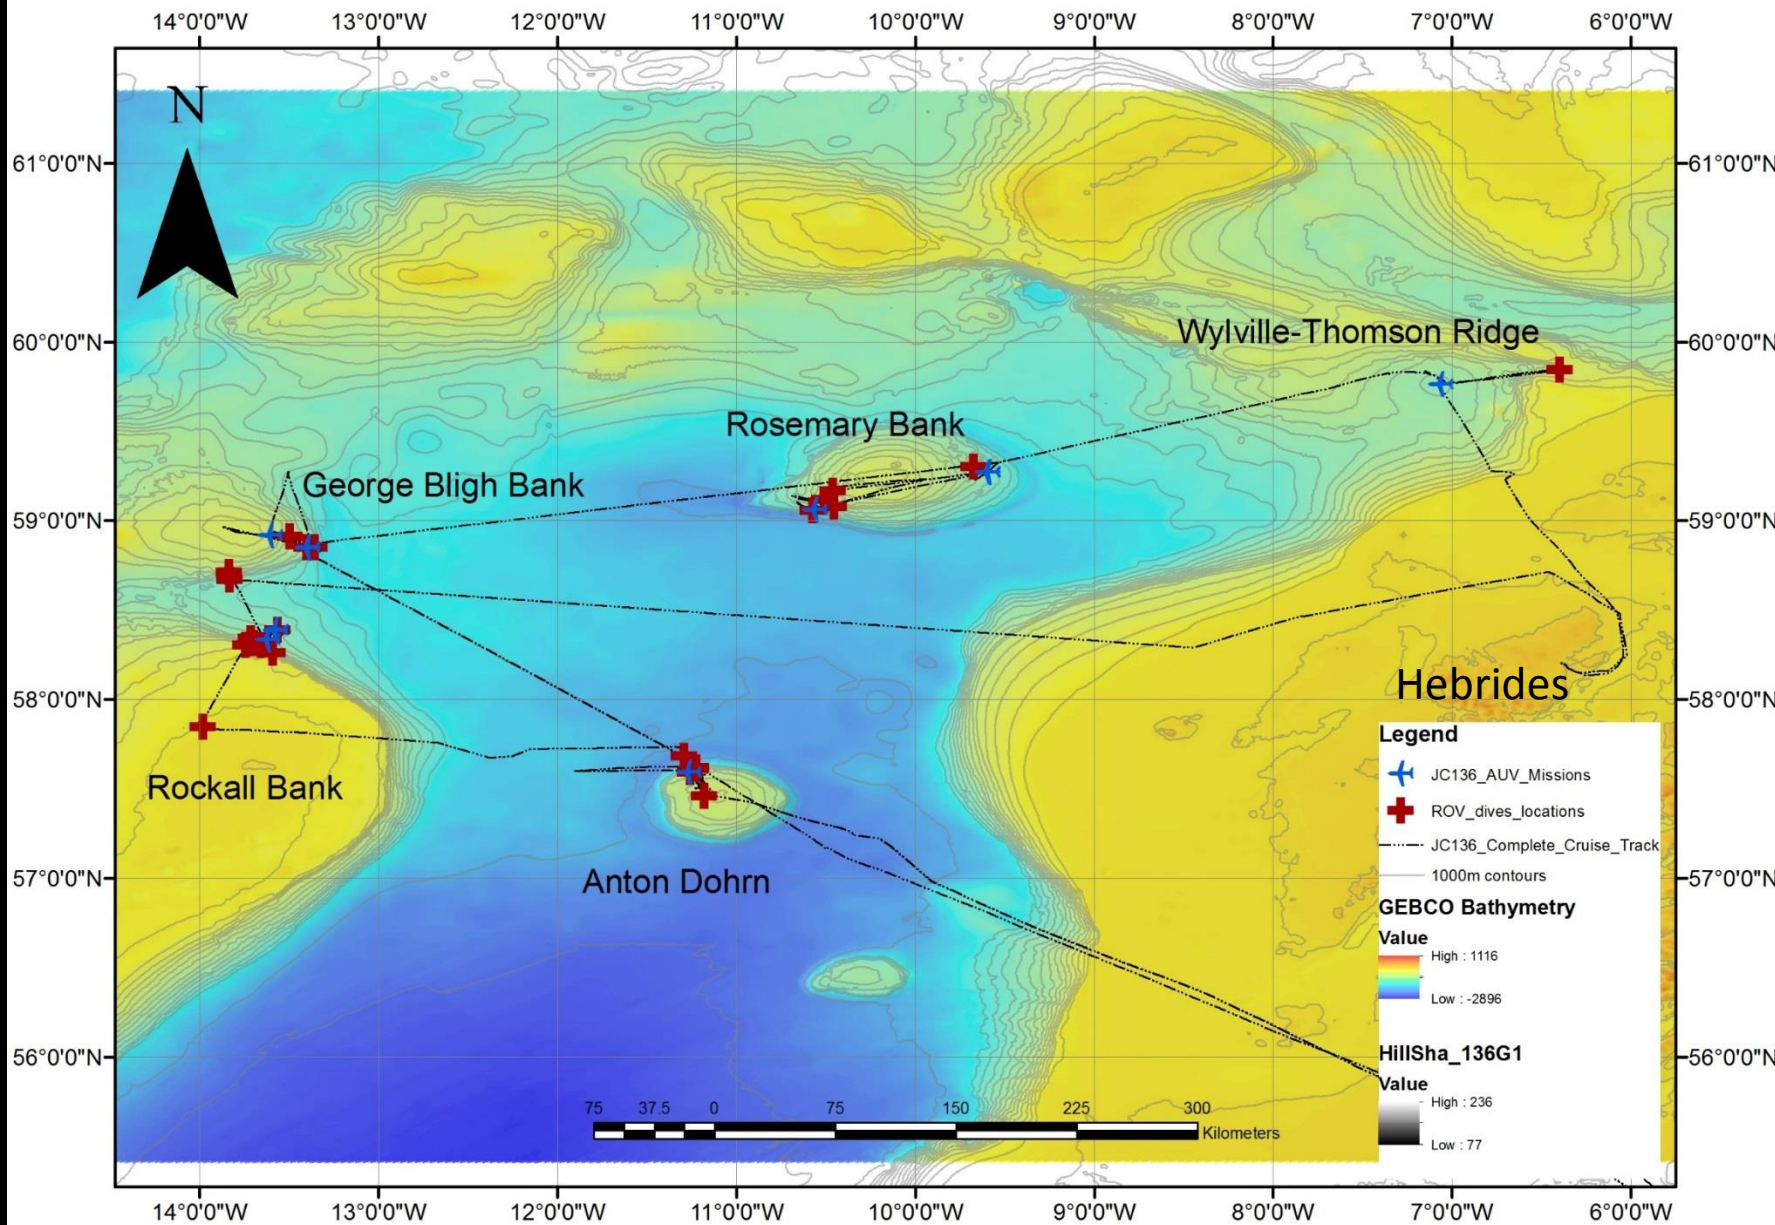 14°0'0"W 13°0'0"W 12°0'0"W 11°0'0"W 10°0'0"W 9°0'0"W 8°0'0"W 7°0'0"W 6°0'0"W
N
61°0'0"N 61°0'0"N
60°0'0"N 60°0'0"N
Wylville-Thomson Ridge
Rosemary Bank
George Bligh Bank
59°0'0"N 59°0'0"N
Hebrides
58°0'0"N 58°0'0"N
Rockall Bank
Anton Dohrn
57°0'0"N 57°0'0"N
56°0'0"N 56°0'0"N
Legend
JC136_AUV_Missions
ROV_dives_locations
JC136_Complete_Cruise_Track
1000m contours
GEBCO Bathymetry
Value
High : 1116
Low : -2896
HillSha_136G1
Value
High : 236
Low : 77
75 37.5 0 75 150 225 300
Kilometers
14°0'0"W 13°0'0"W 12°0'0"W 11°0'0"W 10°0'0"W 9°0'0"W 8°0'0"W 7°0'0"W 6°0'0"W